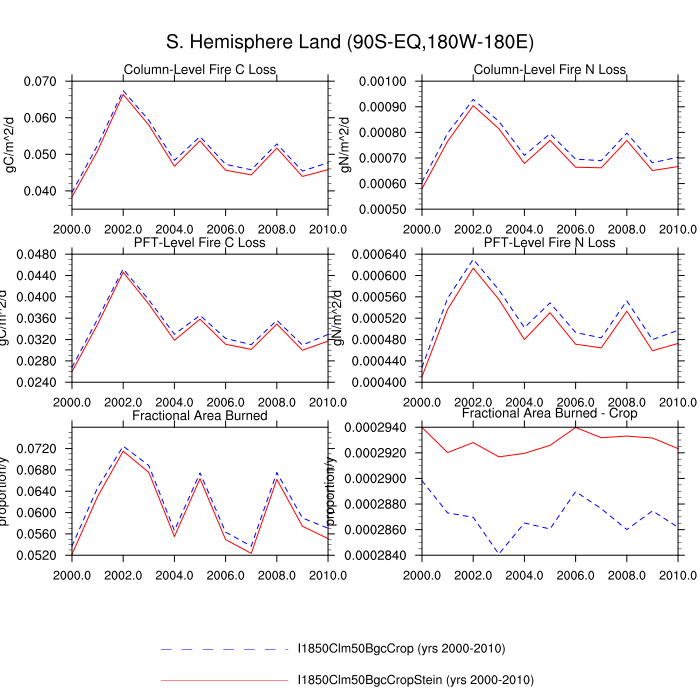 S. Hemisphere Land (90S-EQ,180W-180E)
Column-Level Fire C Loss
gC/m^2/d
0.070
0.060
0.050
0.040
2000.0 2002.0 2004.0 2006.0 2008.0 2010.0
Column-Level Fire N Loss
gN/m^2/d
0.00100
0.00090
0.00080
0.00070
0.00060
0.00050
2000.0 2002.0 2004.0 2006.0 2008.0 2010.0
PFT-Level Fire C Loss
gC/m^2/d
0.0480
0.0440
0.0400
0.0360
0.0320
0.0280
0.0240
2000.0 2002.0 2004.0 2006.0 2008.0 2010.0
PFT-Level Fire N Loss
gN/m^2/d
0.000640
0.000600
0.000560
0.000520
0.000480
0.000440
0.000400
2000.0 2002.0 2004.0 2006.0 2008.0 2010.0
Fractional Area Burned
proportion/y
0.0720
0.0680
0.0640
0.0600
0.0560
0.0520
2000.0 2002.0 2004.0 2006.0 2008.0 2010.0
Fractional Area Burned - Crop
proportion/y
0.0002940
0.0002920
0.0002900
0.0002880
0.0002860
0.0002840
2000.0 2002.0 2004.0 2006.0 2008.0 2010.0
I1850Clm50BgcCrop (yrs 2000-2010)
I1850Clm50BgcCropStein (yrs 2000-2010)